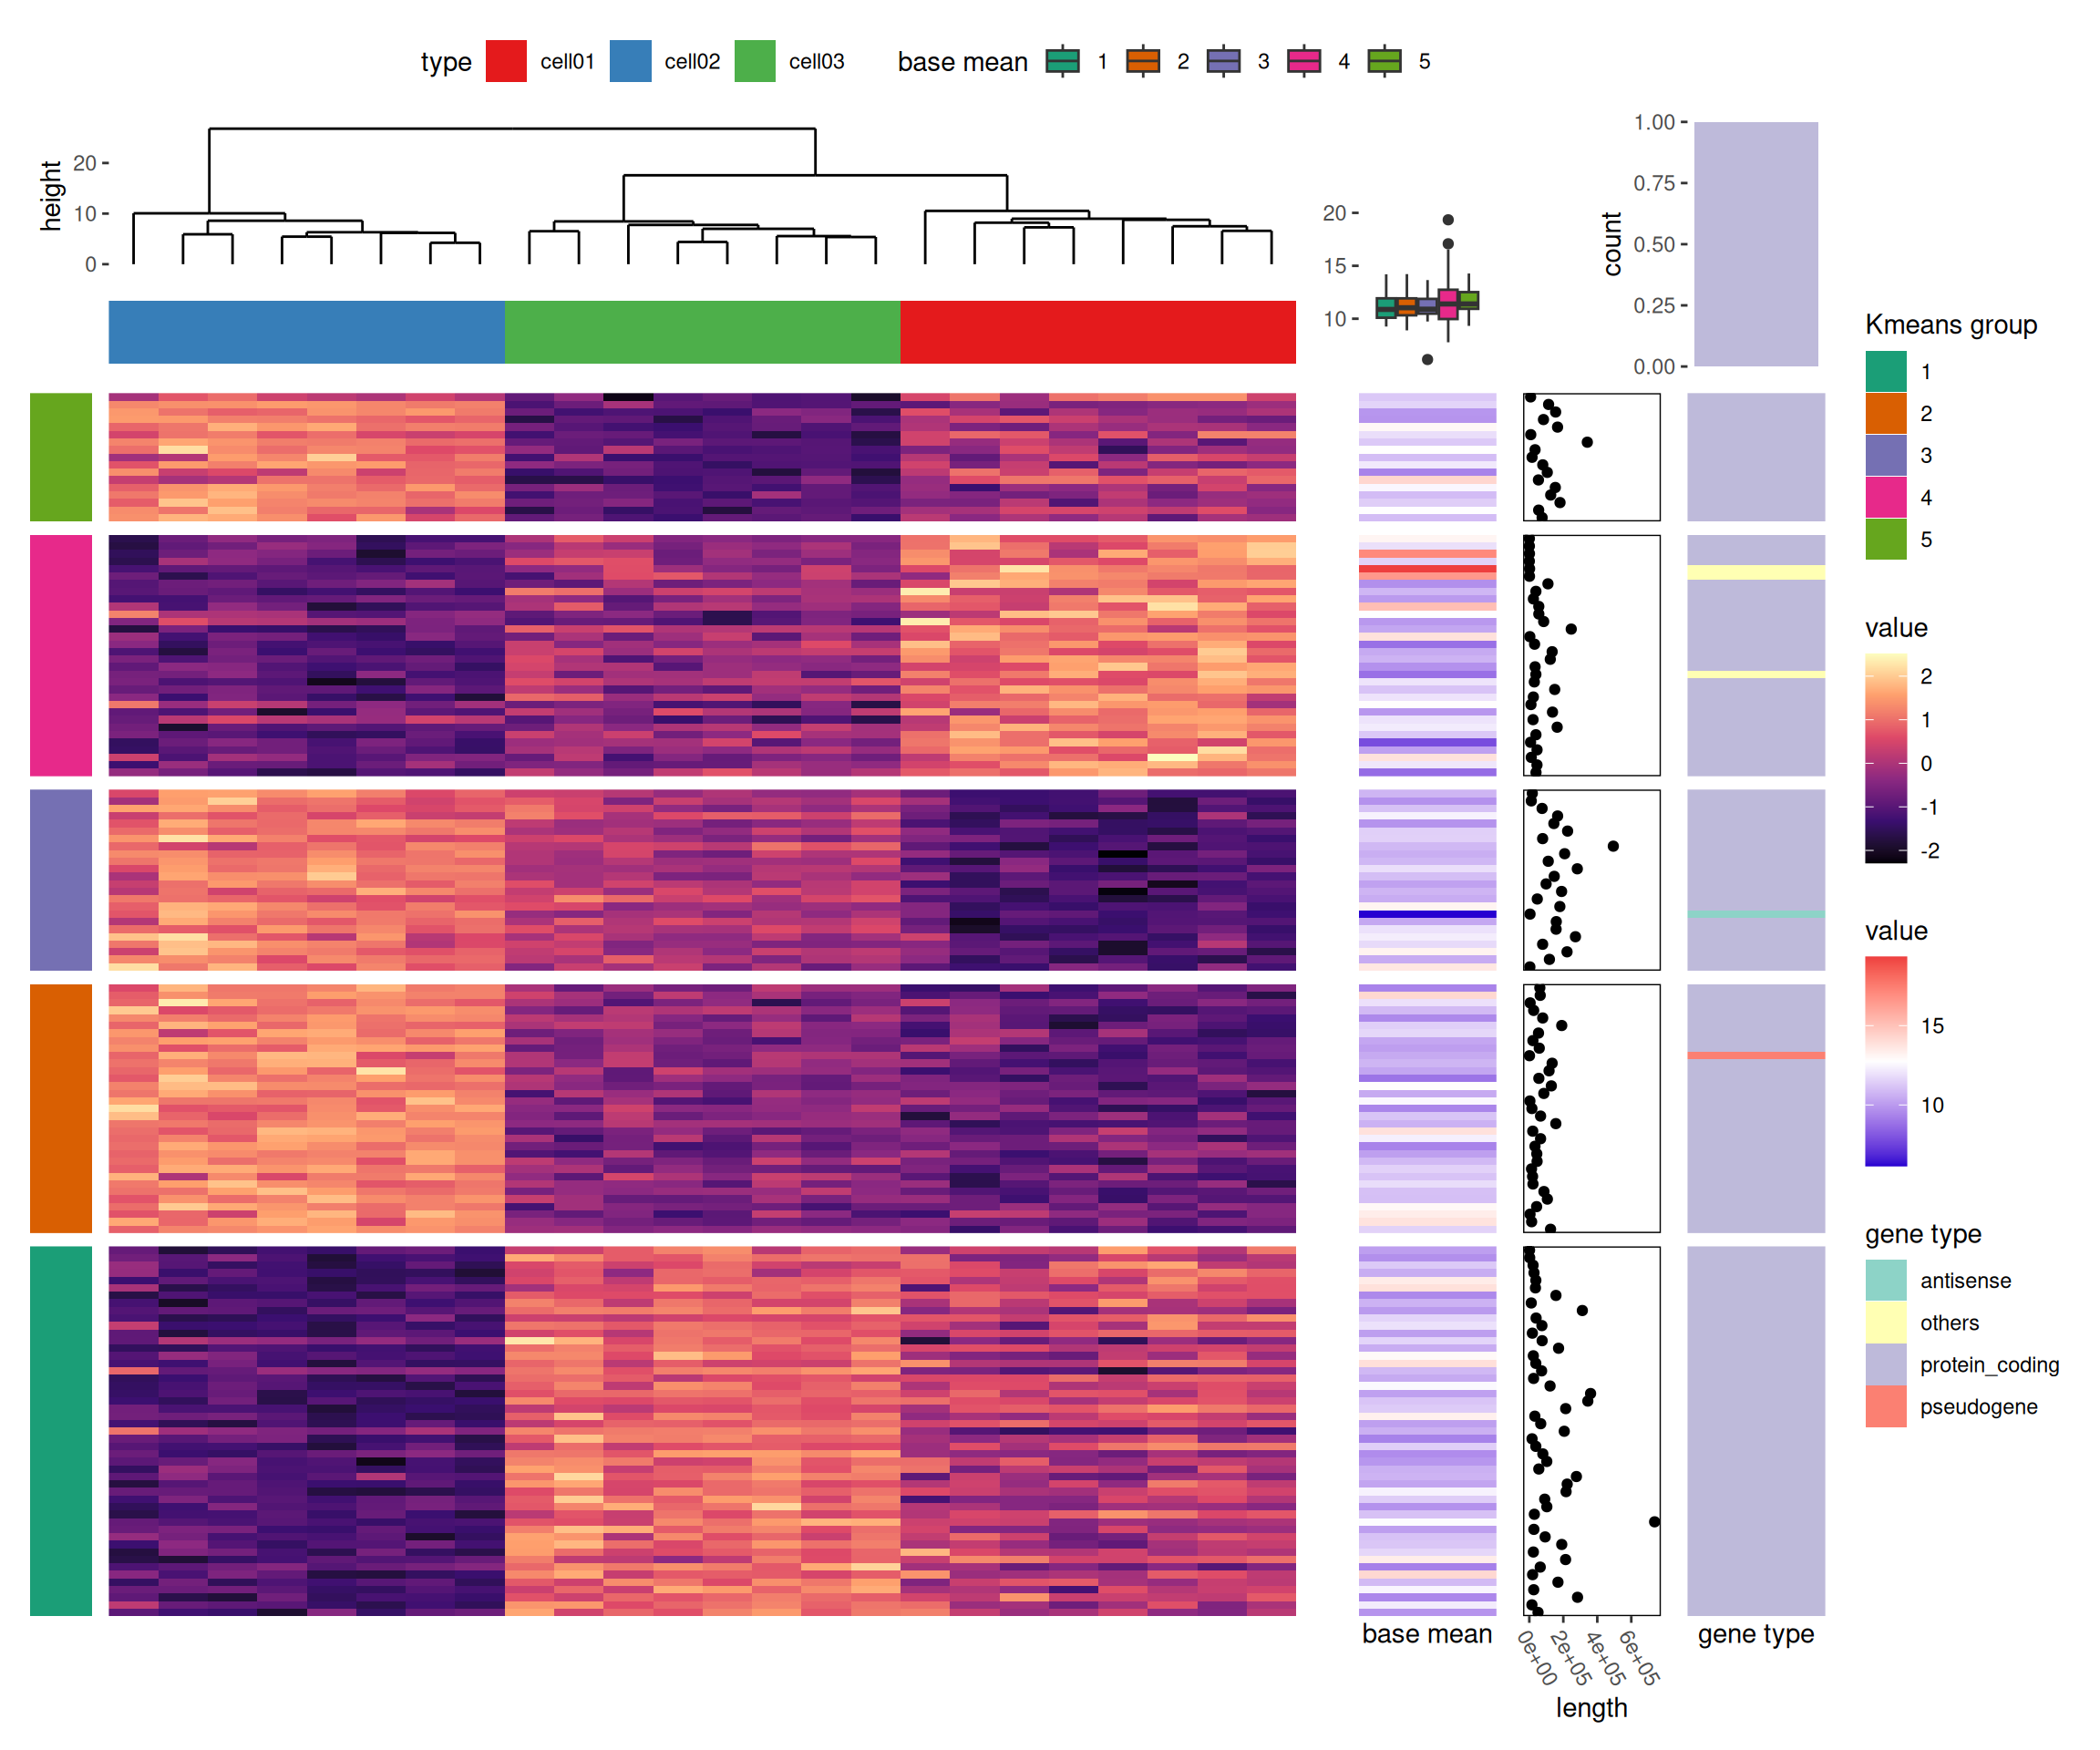 type cell01 cell02 cell03 base mean 1 2 3 4 5
height
20
10
0
20
15
10
count
1.00
0.75
0.50
0.25
0.00
Kmeans group
1
2
3
4
5
value
2
1
0
-1
-2
value
15
10
gene type
antisense
others
protein_coding
pseudogene
base mean
0e+00 2e+05 4e+05 6e+05
length
gene type